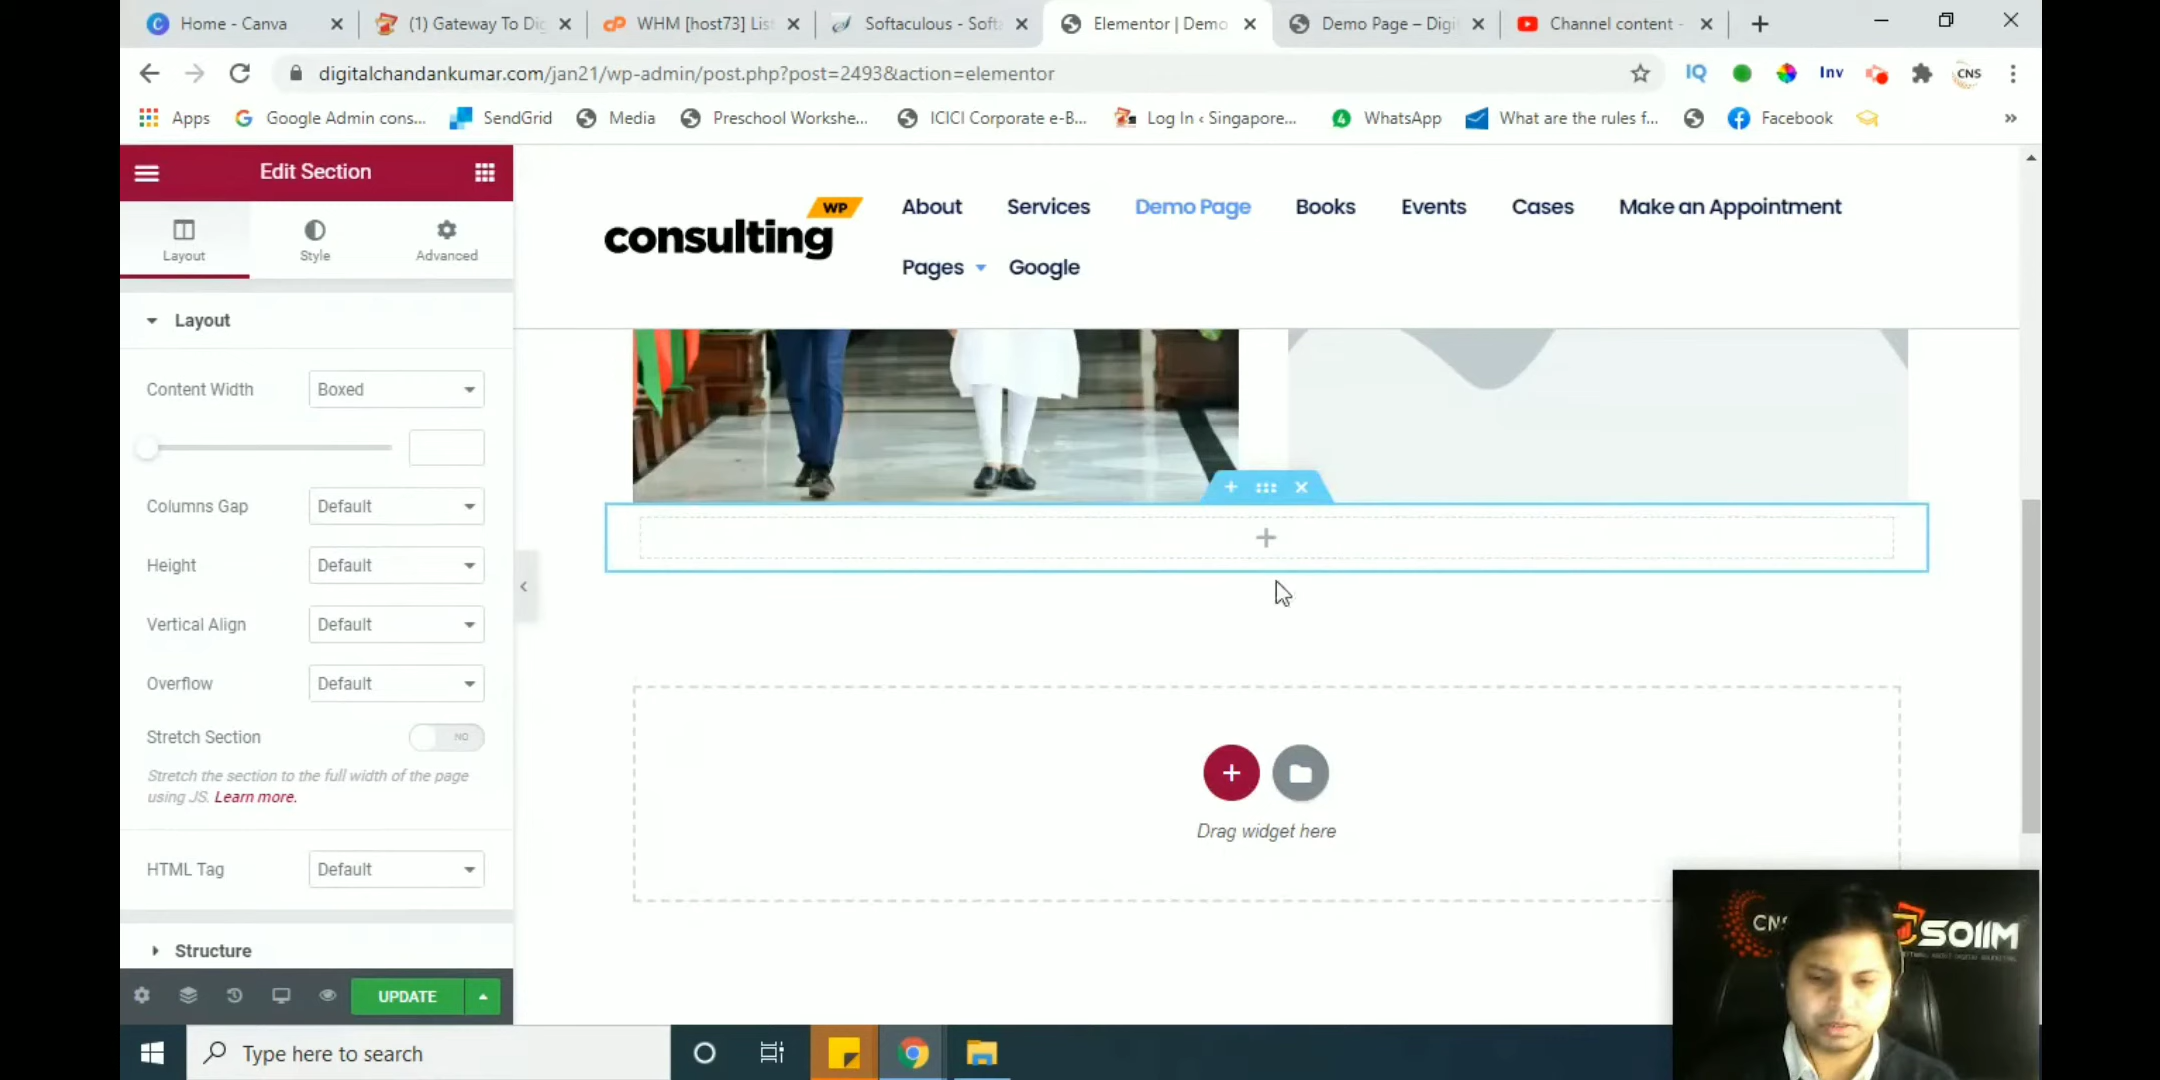 Home - Canva
(1) Gateway To Dig
WHM [host73] List
Softaculous - Softa
Elementor | Demo
Demo Page – Digi
Channel content -
digitalchandankumar.com/jan21/wp-admin/post.php?post=2493&action=elementor
IQ
Inv
CNS
Apps
Google Admin cons...
SendGrid
Media
Preschool Workshe...
ICICI Corporate e-B...
Log In ‹ Singapore...
4
WhatsApp
What are the rules f...
Facebook
»
Edit Section
Layout
Style
Advanced
WP
consulting
About
Services
Demo Page
Books
Events
Cases
Make an Appointment
Pages
Google
Layout
Content Width
Boxed
Columns Gap
Default
Height
Default
Vertical Align
Default
Overflow
Default
Stretch Section
NO
Stretch the section to the full width of the page
using JS. Learn more.
HTML Tag
Default
Structure
UPDATE
Drag widget here
CNS
SOIIM
Type here to search